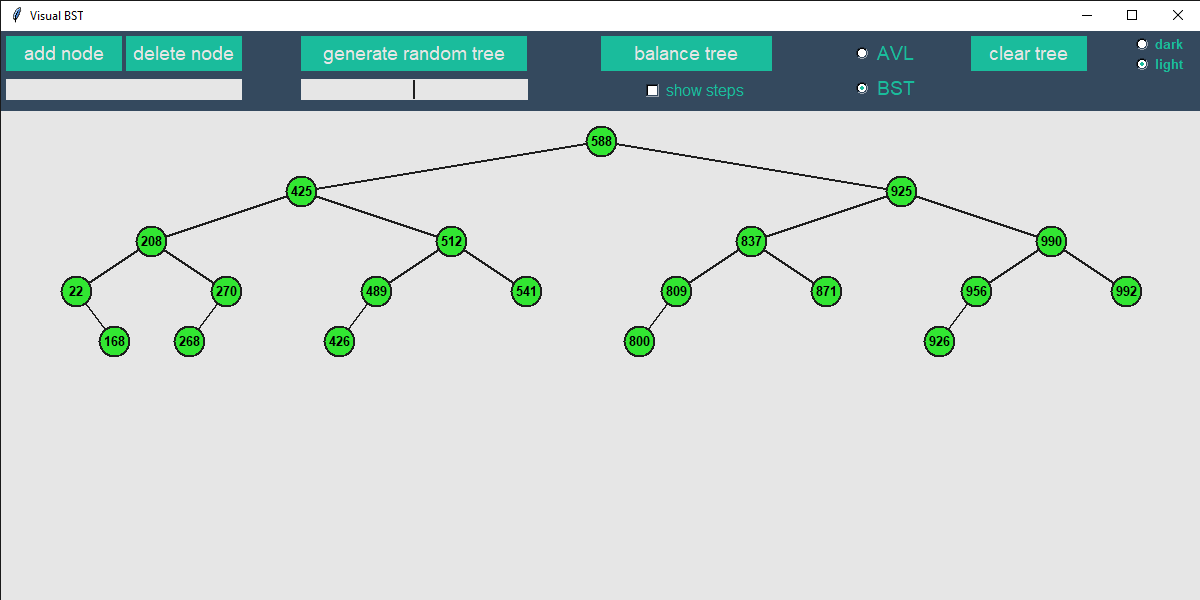 Visual BST
add node delete node generate random tree balance tree AVL clear tree dark
light
show steps BST
588
425 925
208 512 837 990
22 270 489 541 809 871 956 992
168 268 426 800 926